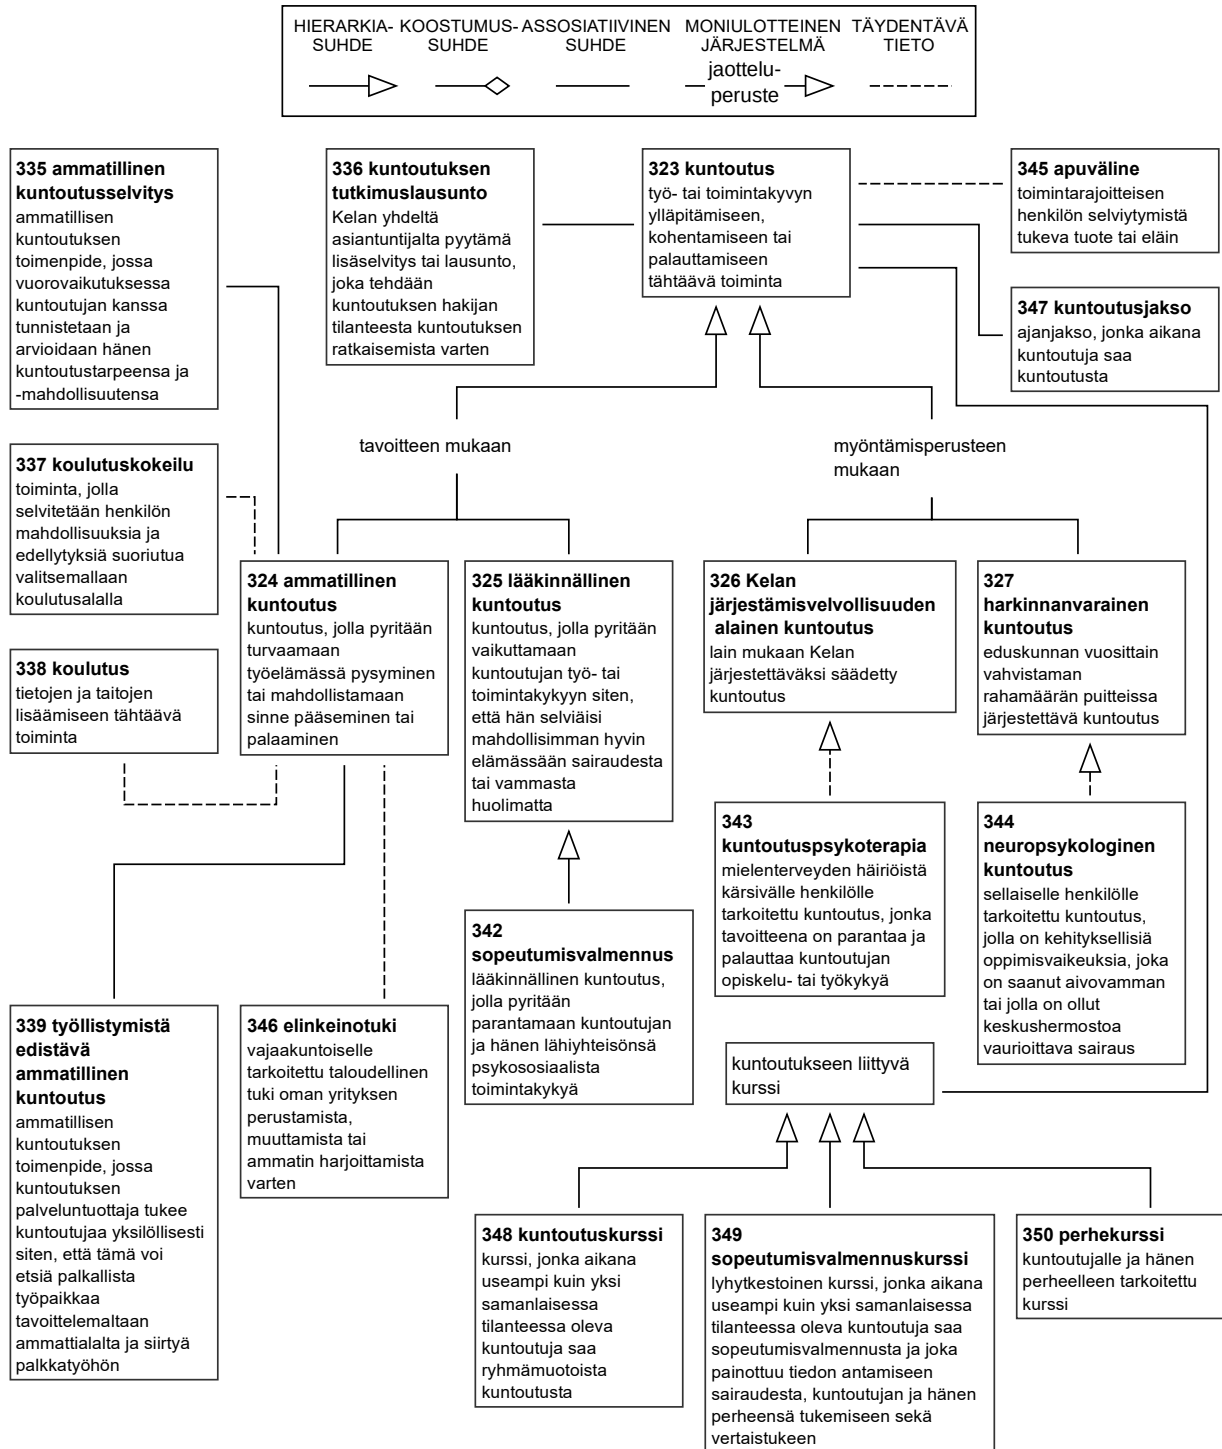 HIERARKIA-
SUHDE
KOOSTUMUS-
SUHDE
ASSOSIATIIVINEN
SUHDE
MONIULOTTEINEN
JÄRJESTELMÄ
jaottelu-
peruste
TÄYDENTÄVÄ
TIETO
335 ammatillinen
kuntoutusselvitys
ammatillisen
kuntoutuksen
toimenpide, jossa
vuorovaikutuksessa
kuntoutujan kanssa
tunnistetaan ja
arvioidaan hänen
kuntoutustarpeensa ja
-mahdollisuutensa
336 kuntoutuksen
tutkimuslausunto
Kelan yhdeltä
asiantuntijalta pyytämä
lisäselvitys tai lausunto,
joka tehdään
kuntoutuksen hakijan
tilanteesta kuntoutuksen
ratkaisemista varten
323 kuntoutus
työ- tai toimintakyvyn
ylläpitämiseen,
kohentamiseen tai
palauttamiseen
tähtäävä toiminta
345 apuväline
toimintarajoitteisen
henkilön selviytymistä
tukeva tuote tai eläin
347 kuntoutusjakso
ajanjakso, jonka aikana
kuntoutuja saa
kuntoutusta
tavoitteen mukaan
myöntämisperusteen
mukaan
337 koulutuskokeilu
toiminta, jolla
selvitetään henkilön
mahdollisuuksia ja
edellytyksiä suoriutua
valitsemallaan
koulutusalalla
338 koulutus
tietojen ja taitojen
lisäämiseen tähtäävä
toiminta
324 ammatillinen
kuntoutus
kuntoutus, jolla pyritään
turvaamaan
työelämässä pysyminen
tai mahdollistamaan
sinne pääseminen tai
palaaminen
325 lääkinnällinen
kuntoutus
kuntoutus, jolla pyritään
vaikuttamaan
kuntoutujan työ- tai
toimintakykyyn siten,
että hän selviäisi
mahdollisimman hyvin
elämässään sairaudesta
tai vammasta
huolimatta
326 Kelan
järjestämisvelvollisuuden
alainen kuntoutus
lain mukaan Kelan
järjestettäväksi säädetty
kuntoutus
327
harkinnanvarainen
kuntoutus
eduskunnan vuosittain
vahvistaman
rahamäärän puitteissa
järjestettävä kuntoutus
343
kuntoutuspsykoterapia
mielenterveyden häiriöistä
kärsivälle henkilölle
tarkoitettu kuntoutus, jonka
tavoitteena on parantaa ja
palauttaa kuntoutujan
opiskelu- tai työkykyä
344
neuropsykologinen
kuntoutus
sellaiselle henkilölle
tarkoitettu kuntoutus,
jolla on kehityksellisiä
oppimisvaikeuksia, joka
on saanut aivovamman
tai jolla on ollut
keskushermostoa
vaurioittava sairaus
342
sopeutumisvalmennus
lääkinnällinen kuntoutus,
jolla pyritään
parantamaan kuntoutujan
ja hänen lähiyhteisönsä
psykososiaalista
toimintakykyä
339 työllistymistä
edistävä
ammatillinen
kuntoutus
ammatillisen
kuntoutuksen
toimenpide, jossa
kuntoutuksen
palveluntuottaja tukee
kuntoutujaa yksilöllisesti
siten, että tämä voi
etsiä palkallista
työpaikkaa
tavoittelemaltaan
ammattialalta ja siirtyä
palkkatyöhön
346 elinkeinotuki
vajaakuntoiselle
tarkoitettu taloudellinen
tuki oman yrityksen
perustamista,
muuttamista tai
ammatin harjoittamista
varten
kuntoutukseen liittyvä
kurssi
348 kuntoutuskurssi
kurssi, jonka aikana
useampi kuin yksi
samanlaisessa
tilanteessa oleva
kuntoutuja saa
ryhmämuotoista
kuntoutusta
349
sopeutumisvalmennuskurssi
lyhytkestoinen kurssi, jonka aikana
useampi kuin yksi samanlaisessa
tilanteessa oleva kuntoutuja saa
sopeutumisvalmennusta ja joka
painottuu tiedon antamiseen
sairaudesta, kuntoutujan ja hänen
perheensä tukemiseen sekä
vertaistukeen
350 perhekurssi
kuntoutujalle ja hänen
perheelleen tarkoitettu
kurssi